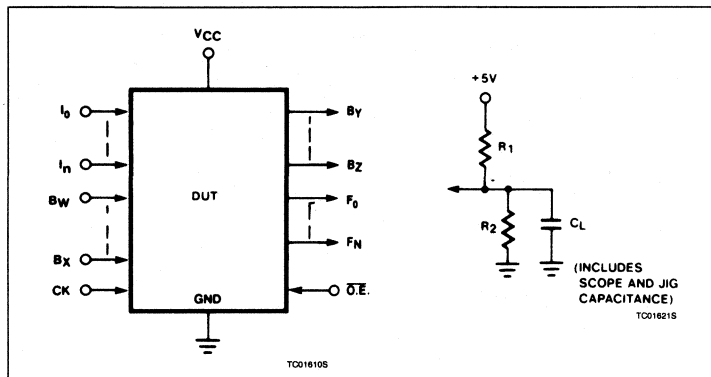 VCC
I0
In
BW
BX
CK
DUT
GND
BY
BZ
F0
FN
O.E.
TC01610S
+5V
R1
R2
CL
(INCLUDES
SCOPE AND JIG
CAPACITANCE)
TC01621S